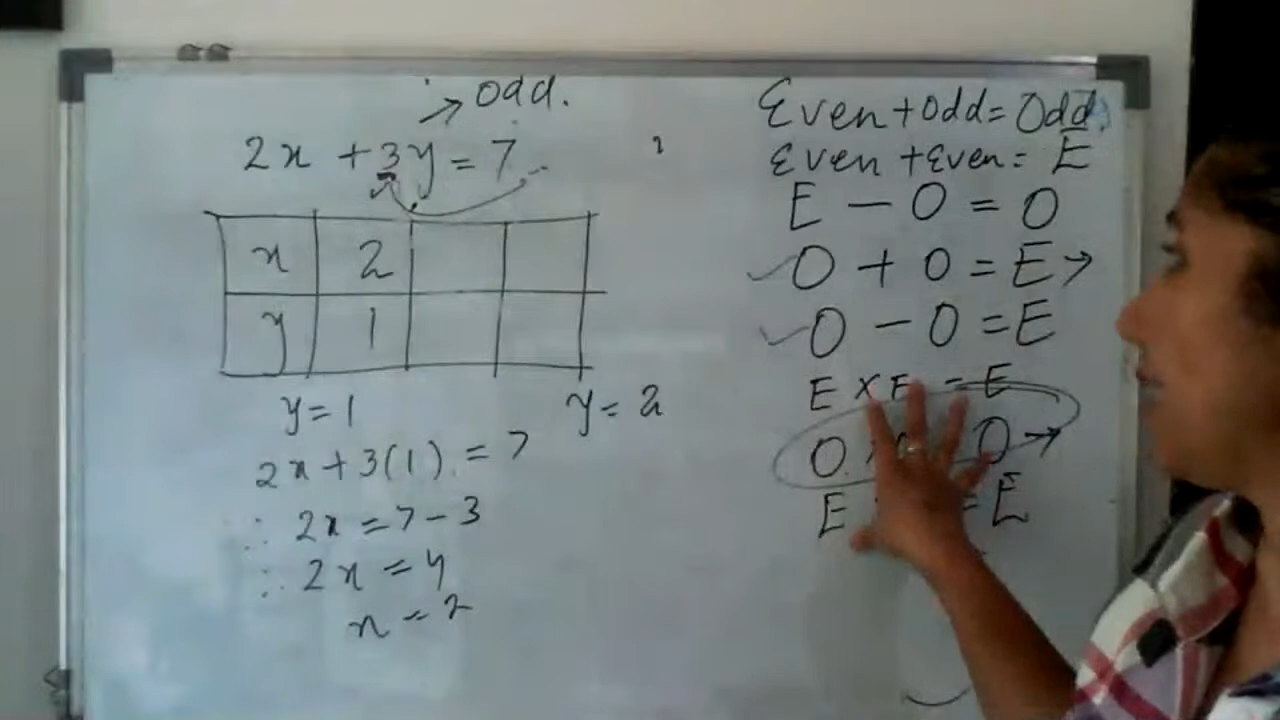 → Odd.
2x + 3y = 7
x 2
y 1
y = 1
2x + 3(1) = 7
∴ 2x = 7 - 3
∴ 2x = 4
x = 2
y = 2
Even + Odd = Odd
Even + Even = E
E - O = O
✓ O + O = E →
✓ O - O = E
E × E = E
O O →
E = E